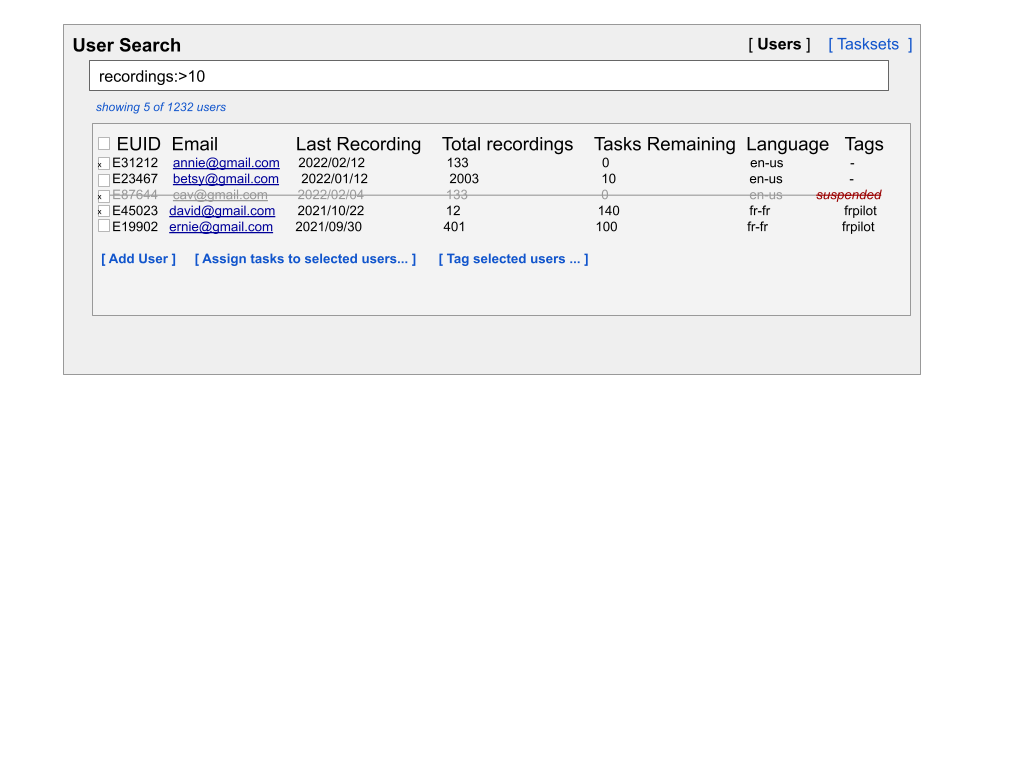 User Search [ Users ] [ Tasksets ]
recordings:>10
showing 5 of 1232 users
EUID Email Last Recording Total recordings Tasks Remaining Language Tags
x E31212 annie@gmail.com 2022/02/12 133 0 en-us -
E23467 betsy@gmail.com 2022/01/12 2003 10 en-us -
x E87644 cav@gmail.com 2022/02/04 133 0 en-us suspended
x E45023 david@gmail.com 2021/10/22 12 140 fr-fr frpilot
E19902 ernie@gmail.com 2021/09/30 401 100 fr-fr frpilot
[ Add User ] [ Assign tasks to selected users... ] [ Tag selected users ... ]